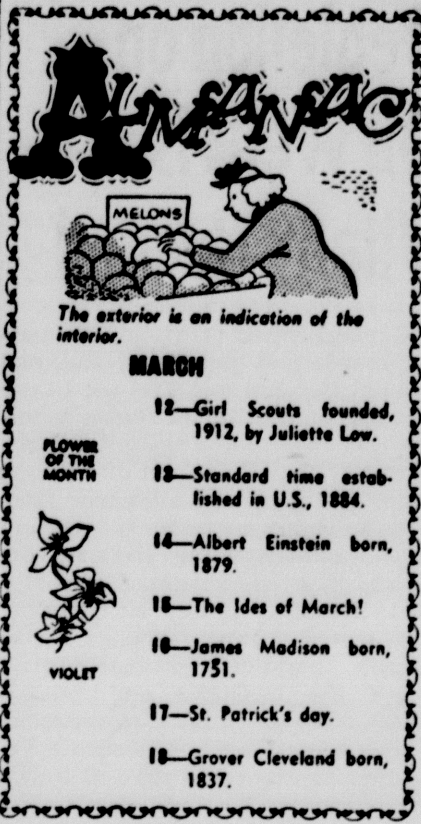 ALMANAC
MELONS
The exterior is an indication of the
interior.
MARCH
12—Girl Scouts founded,
1912, by Juliette Low.
FLOWER
OF THE
MONTH
13—Standard time estab-
lished in U.S., 1884.
14—Albert Einstein born,
1879.
15—The Ides of March!
16—James Madison born,
1751.
VIOLET
17—St. Patrick's day.
18—Grover Cleveland born,
1837.